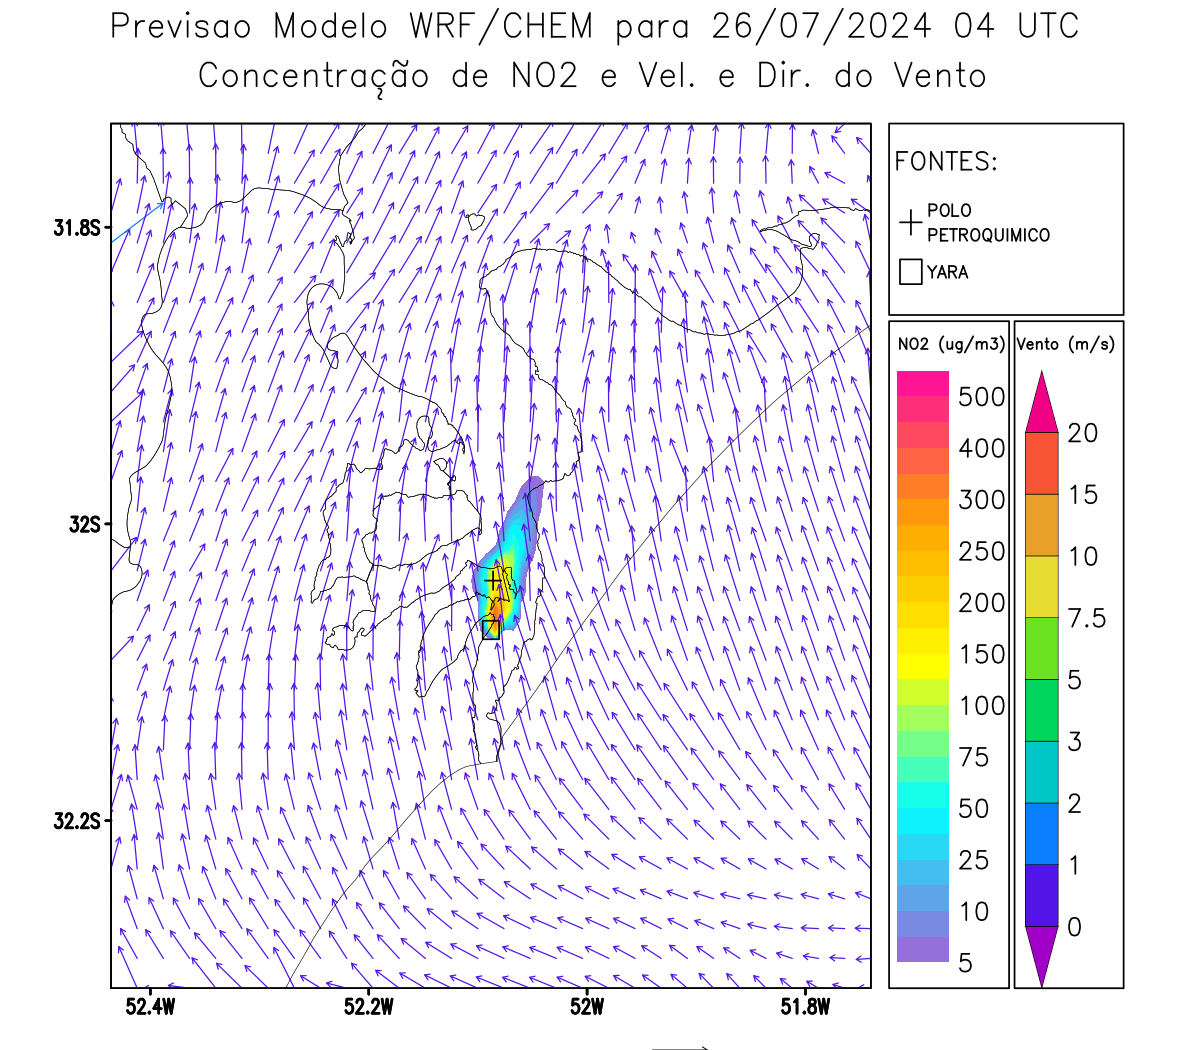 Previsao Modelo WRF/CHEM para 26/07/2024 04 UTC
Concentração de NO2 e Vel. e Dir. do Vento
FONTES:
POLO
PETROQUIMICO
YARA
NO2 (ug/m3)
500
400
300
250
200
150
100
75
50
25
10
5
Vento (m/s)
20
15
10
7.5
5
3
2
1
0
31.8S
32S
32.2S
52.4W
52.2W
52W
51.8W